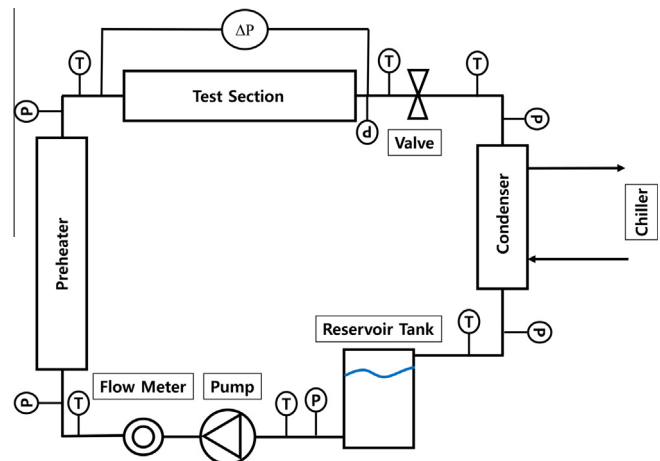 ΔP
T
T
T
Test Section
P
P
P
Valve
Preheater
Condenser
Chiller
Reservoir Tank
T
P
Flow Meter
Pump
P
T
T
P